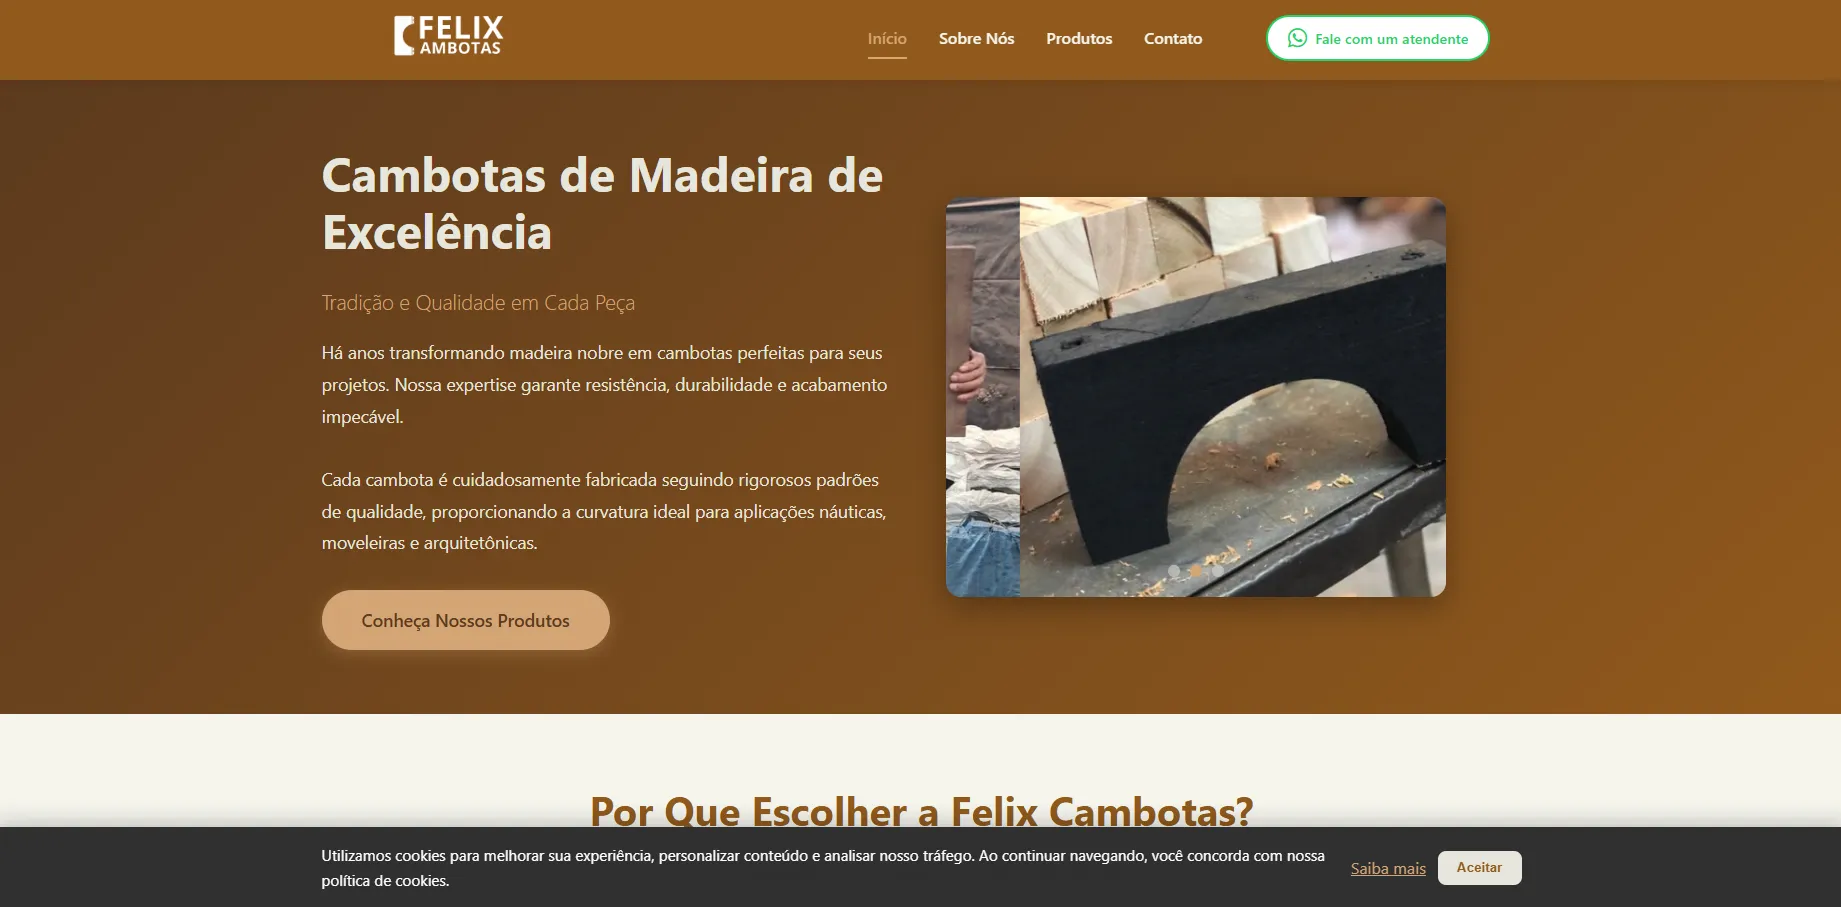 FELIX
AMBOTAS
Início
Sobre Nós
Produtos
Contato
Fale com um atendente
Cambotas de Madeira de
Excelência
Tradição e Qualidade em Cada Peça
Há anos transformando madeira nobre em cambotas perfeitas para seus
projetos. Nossa expertise garante resistência, durabilidade e acabamento
impecável.
Cada cambota é cuidadosamente fabricada seguindo rigorosos padrões
de qualidade, proporcionando a curvatura ideal para aplicações náuticas,
moveleiras e arquitetônicas.
Conheça Nossos Produtos
Por Que Escolher a Felix Cambotas?
Utilizamos cookies para melhorar sua experiência, personalizar conteúdo e analisar nosso tráfego. Ao continuar navegando, você concorda com nossa
política de cookies.
Saiba mais
Aceitar